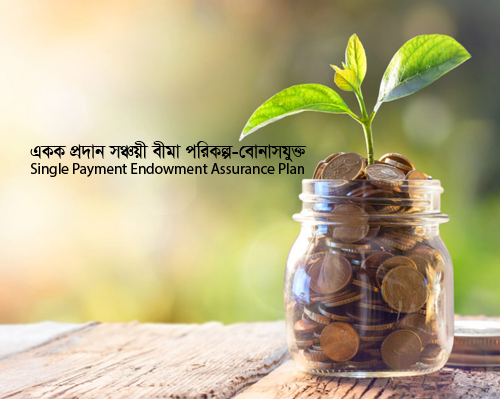 একক প্রদান সঞ্চয়ী বীমা পরিকল্প-বোনাসযুক্ত
Single Payment Endowment Assurance Plan